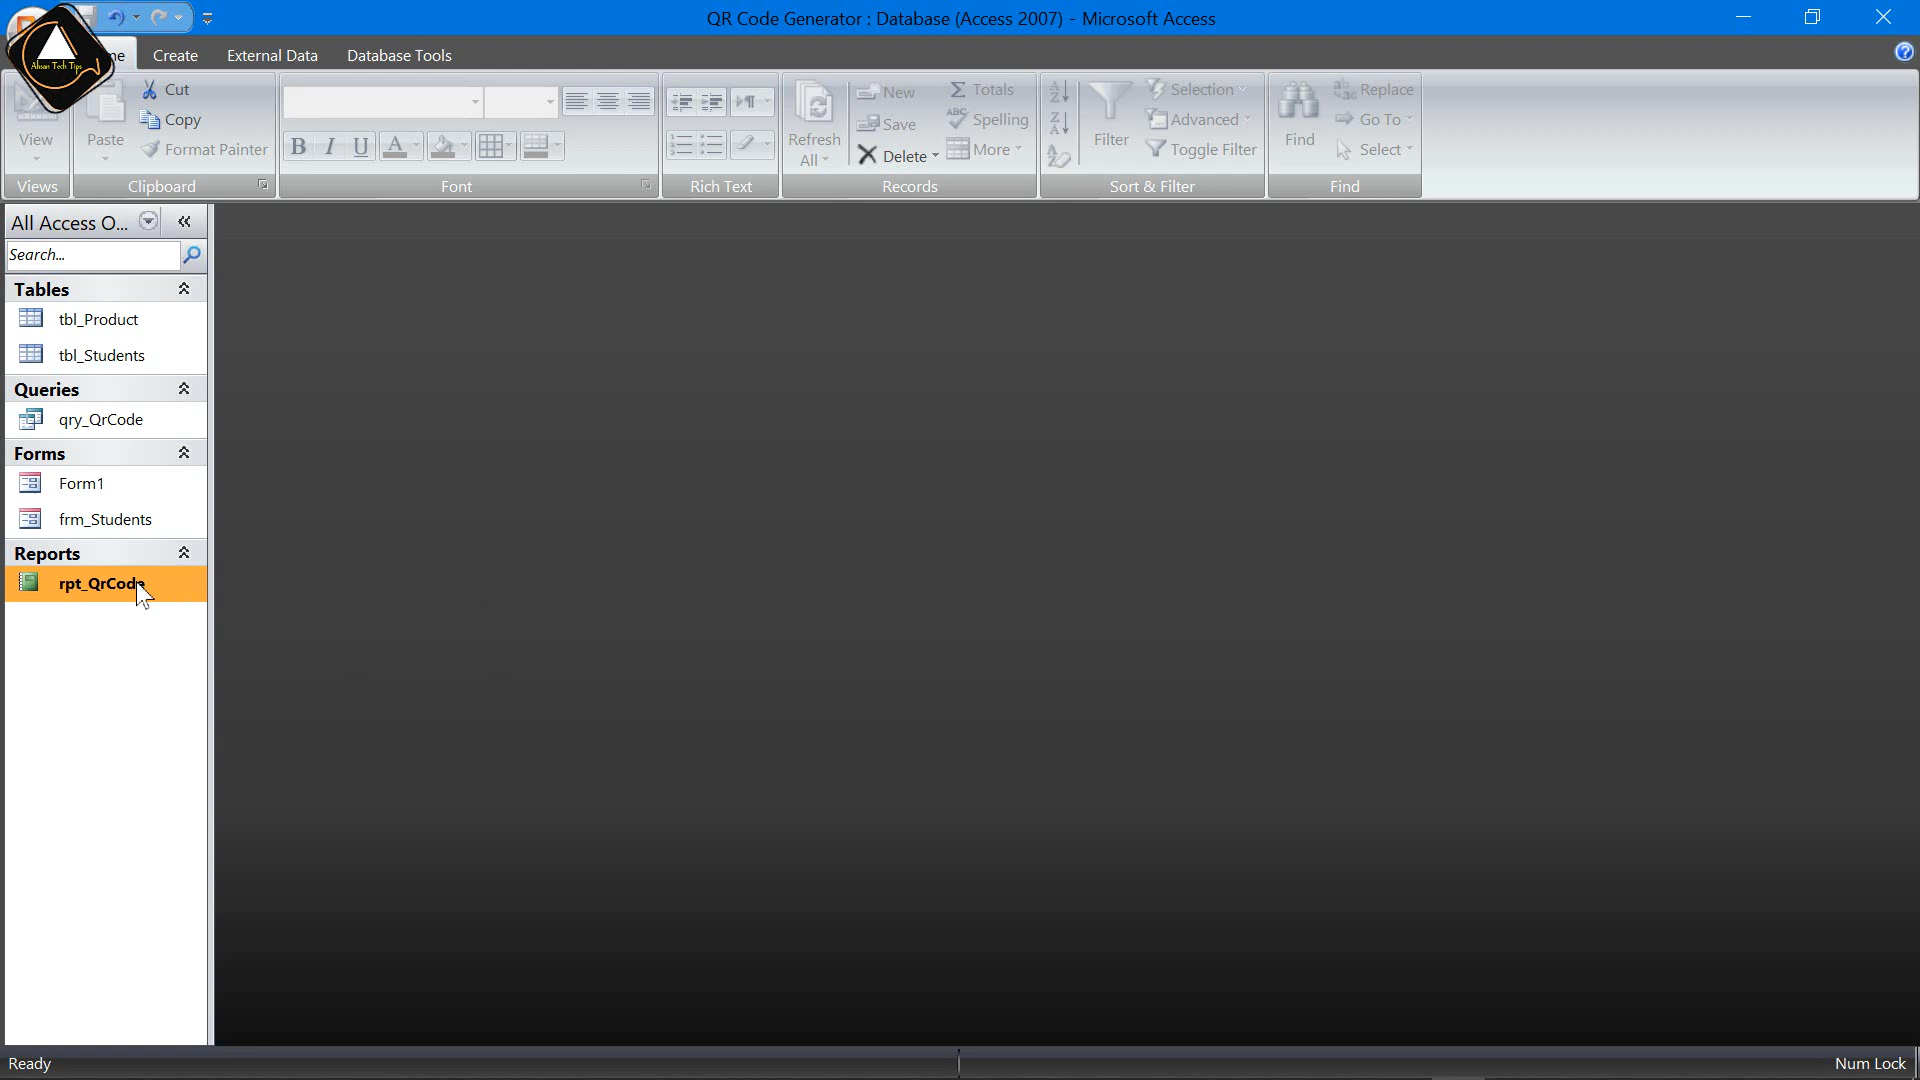 QR Code Generator : Database (Access 2007) - Microsoft Access
Ahsan Tech Tips
Create External Data Database Tools
View
Views
Paste
Cut
Copy
Format Painter
Clipboard
B I U A
Font
Rich Text
Refresh
All
New
Save
Delete
Totals
Spelling
More
Records
Filter
Selection
Advanced
Toggle Filter
Sort & Filter
Find
Replace
Go To
Select
Find
All Access O...
Search...
Tables
tbl_Product
tbl_Students
Queries
qry_QrCode
Forms
Form1
frm_Students
Reports
rpt_QrCode
Ready
Num Lock